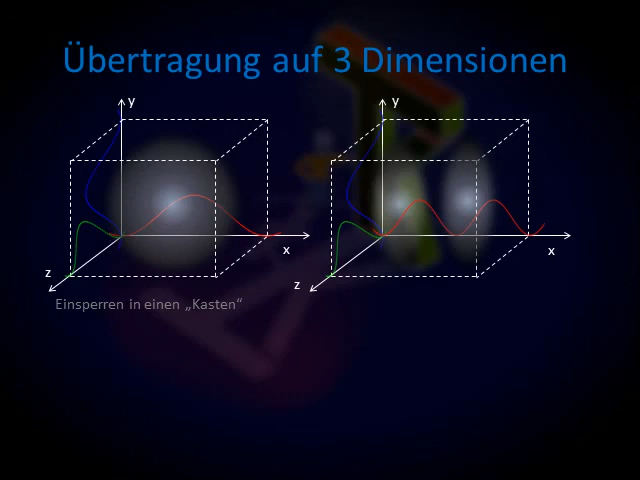 Übertragung auf 3 Dimensionen
y
y
x
x
z
z
Einsperren in einen „Kasten“